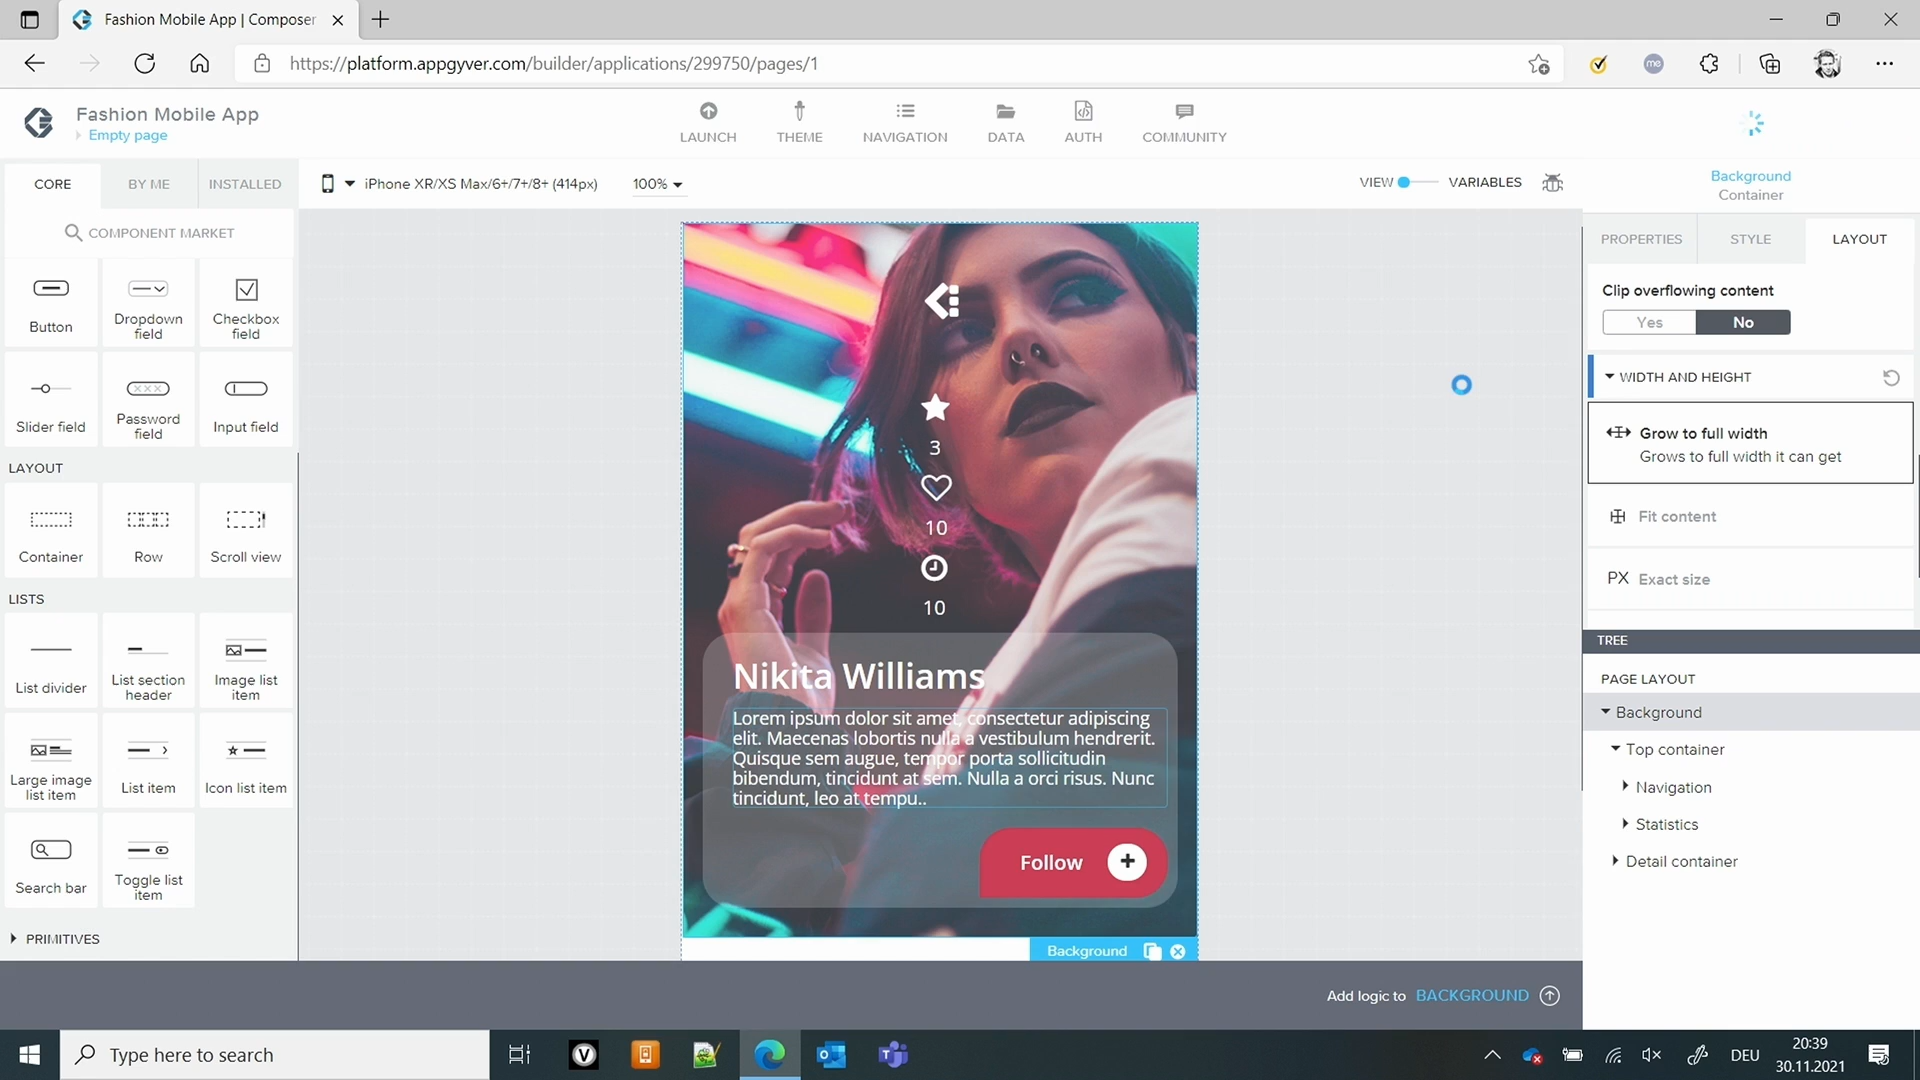 Fashion Mobile App | Composer
https://platform.appgyver.com/builder/applications/299750/pages/1
me
Fashion Mobile App
Empty page
LAUNCH
THEME
NAVIGATION
DATA
AUTH
COMMUNITY
CORE
BY ME
INSTALLED
iPhone XR/XS Max/6+/7+/8+ (414px)
100%
VIEW
VARIABLES
Background
Container
COMPONENT MARKET
PROPERTIES
STYLE
LAYOUT
Button
Dropdown
field
Checkbox
field
Slider field
Password
field
Input field
LAYOUT
Container
Row
Scroll view
LISTS
List divider
List section
header
Image list
item
Large image
list item
List item
Icon list item
Search bar
Toggle list
item
PRIMITIVES
3
10
10
Nikita Williams
Lorem ipsum dolor sit amet, consectetur adipiscing
elit. Maecenas lobortis nulla a vestibulum hendrerit.
Quisque sem augue, tempor porta sollicitudin
bibendum, tincidunt at sem. Nulla a orci risus. Nunc
tincidunt, leo at tempu..
Follow
Background
Clip overflowing content
Yes
No
WIDTH AND HEIGHT
Grow to full width
Grows to full width it can get
Fit content
PX Exact size
TREE
PAGE LAYOUT
Background
Top container
Navigation
Statistics
Detail container
Add logic to BACKGROUND
Type here to search
V
DEU
20:39
30.11.2021